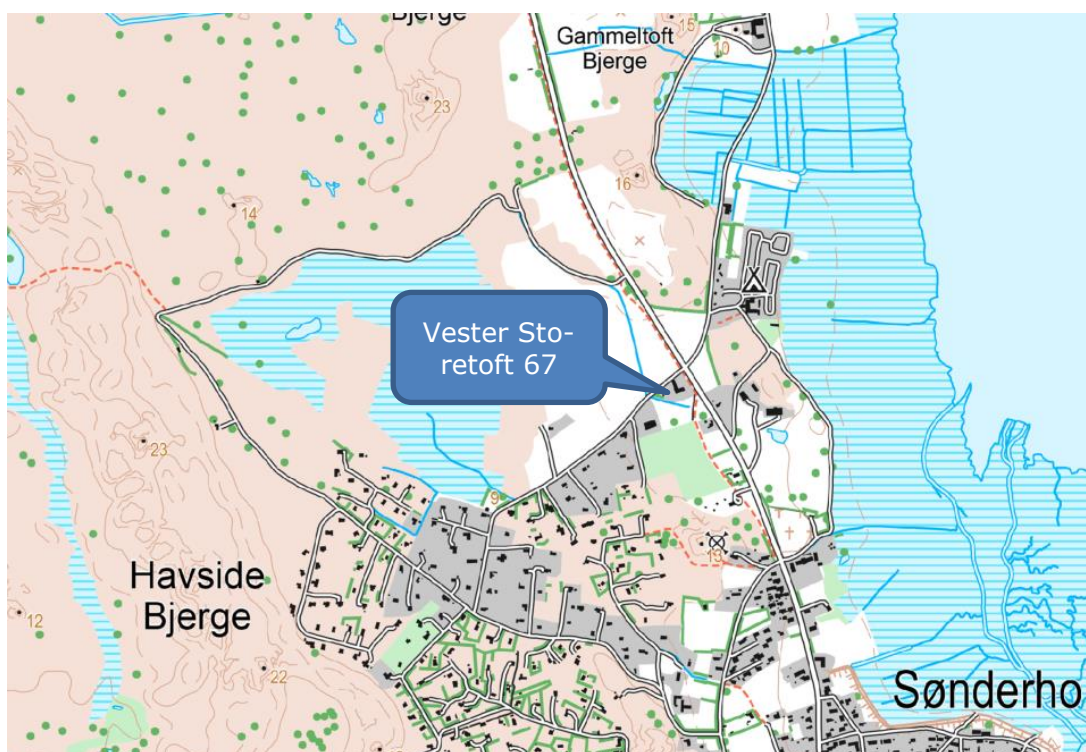 Bjerge
Gammeltoft
Bjerge
15
10
23
16
14
Vester Sto-
retoft 67
23
9
13
Havside
Bjerge
12
22
Sønderho